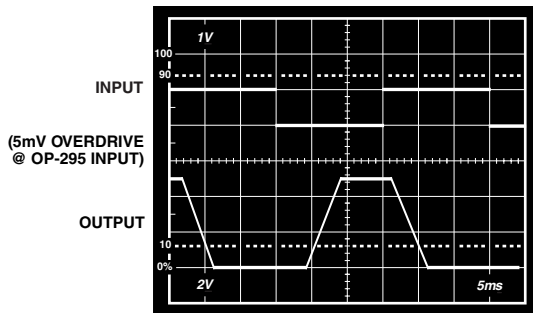 1V
100
90
INPUT
(5mV OVERDRIVE
@ OP-295 INPUT)
OUTPUT
10
0%
2V
5ms